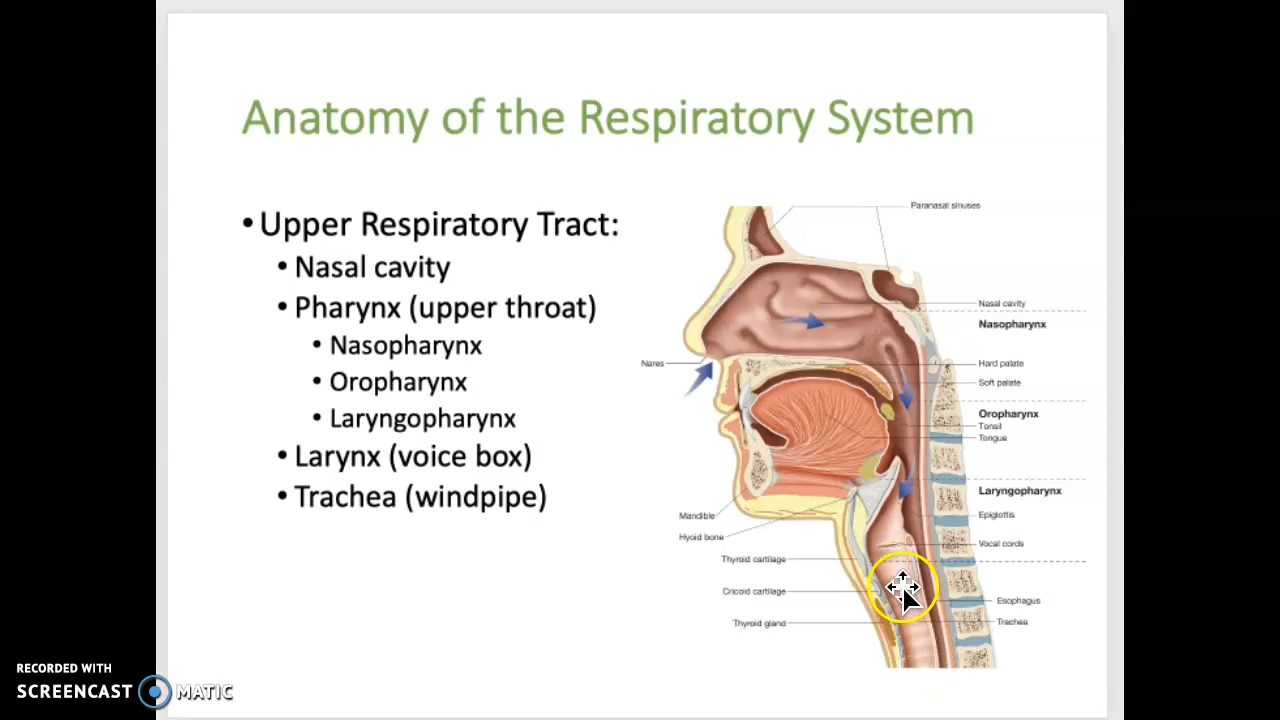 Anatomy of the Respiratory System
• Upper Respiratory Tract:
• Nasal cavity
• Pharynx (upper throat)
• Nasopharynx
• Oropharynx
• Laryngopharynx
• Larynx (voice box)
• Trachea (windpipe)
Paranasal sinuses
Nasal cavity
Nasopharynx
Nares
Hard palate
Soft palate
Oropharynx
Tonsil
Tongue
Laryngopharynx
Epiglottis
Mandible
Hyoid bone
Vocal cords
Thyroid cartilage
Cricoid cartilage
Esophagus
Thyroid gland
Trachea
RECORDED WITH
SCREENCAST MATIC